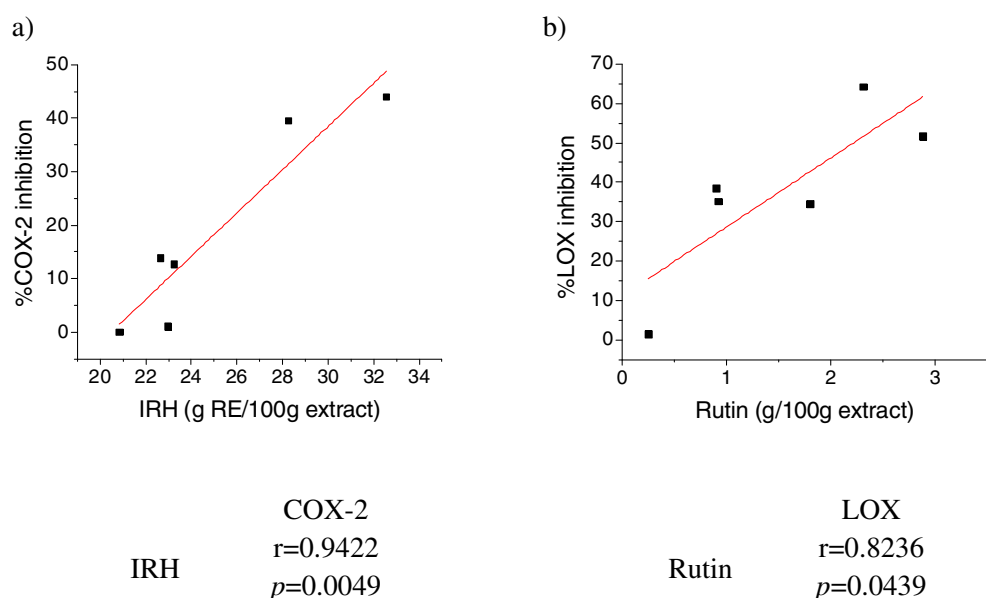 a)
50
40
30
20
10
0
%COX-2 inhibition
20 22 24 26 28 30 32 34
IRH (g RE/100g extract)
b)
70
60
50
40
30
20
10
0
%LOX inhibition
0 1 2 3
Rutin (g/100g extract)
COX-2
r=0.9422
IRH
p=0.0049
LOX
r=0.8236
Rutin
p=0.0439